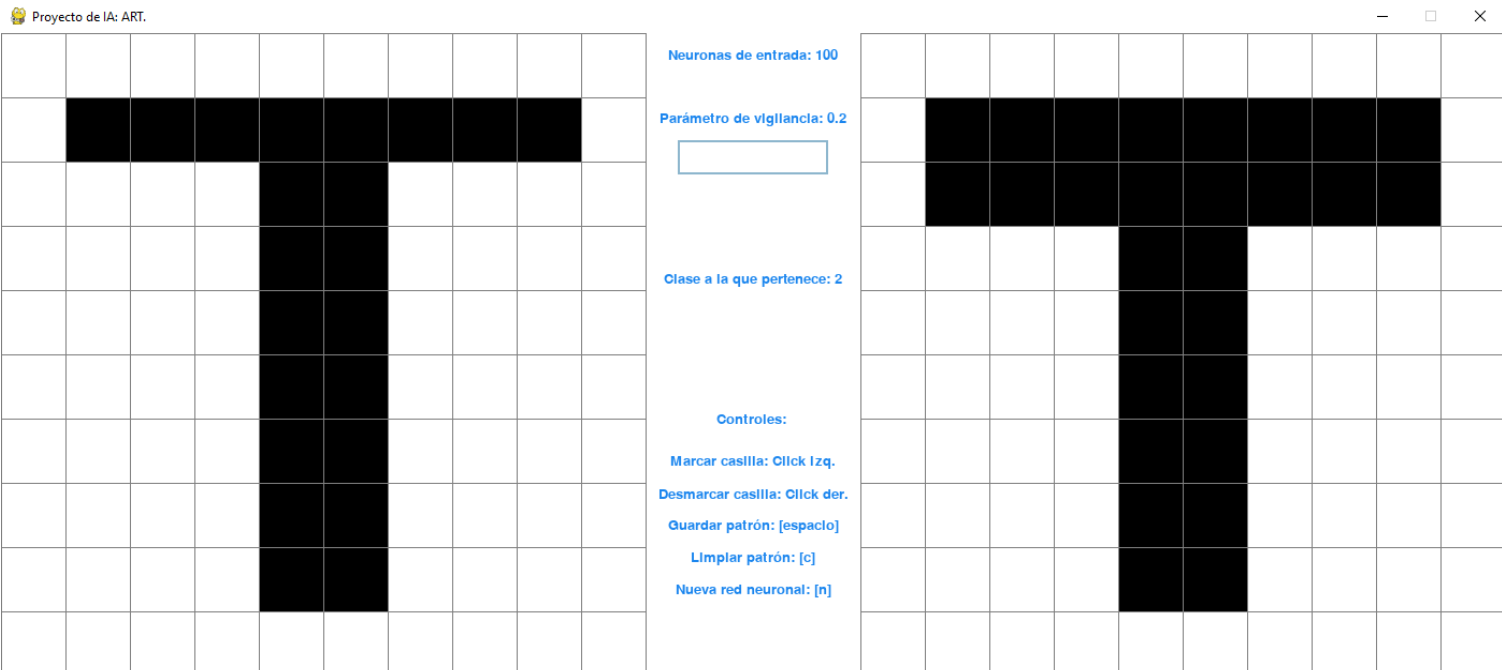 Proyecto de IA: ART.
Neuronas de entrada: 100
Parámetro de vigilancia: 0.2
Clase a la que pertenece: 2
Controles:
Marcar casilla: Click izq.
Desmarcar casilla: Click der.
Guardar patrón: [espacio]
Limpiar patrón: [c]
Nueva red neuronal: [n]